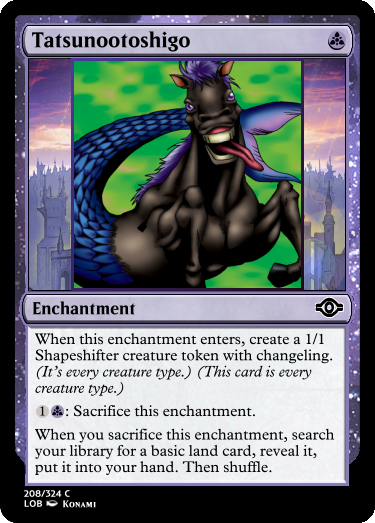 Tatsunootoshigo
Enchantment
When this enchantment enters, create a 1/1
Shapeshifter creature token with changeling.
(It's every creature type.) (This card is every
creature type.)
1 : Sacrifice this enchantment.
When you sacrifice this enchantment, search
your library for a basic land card, reveal it,
put it into your hand. Then shuffle.
208/324 C
LOB KONAMI